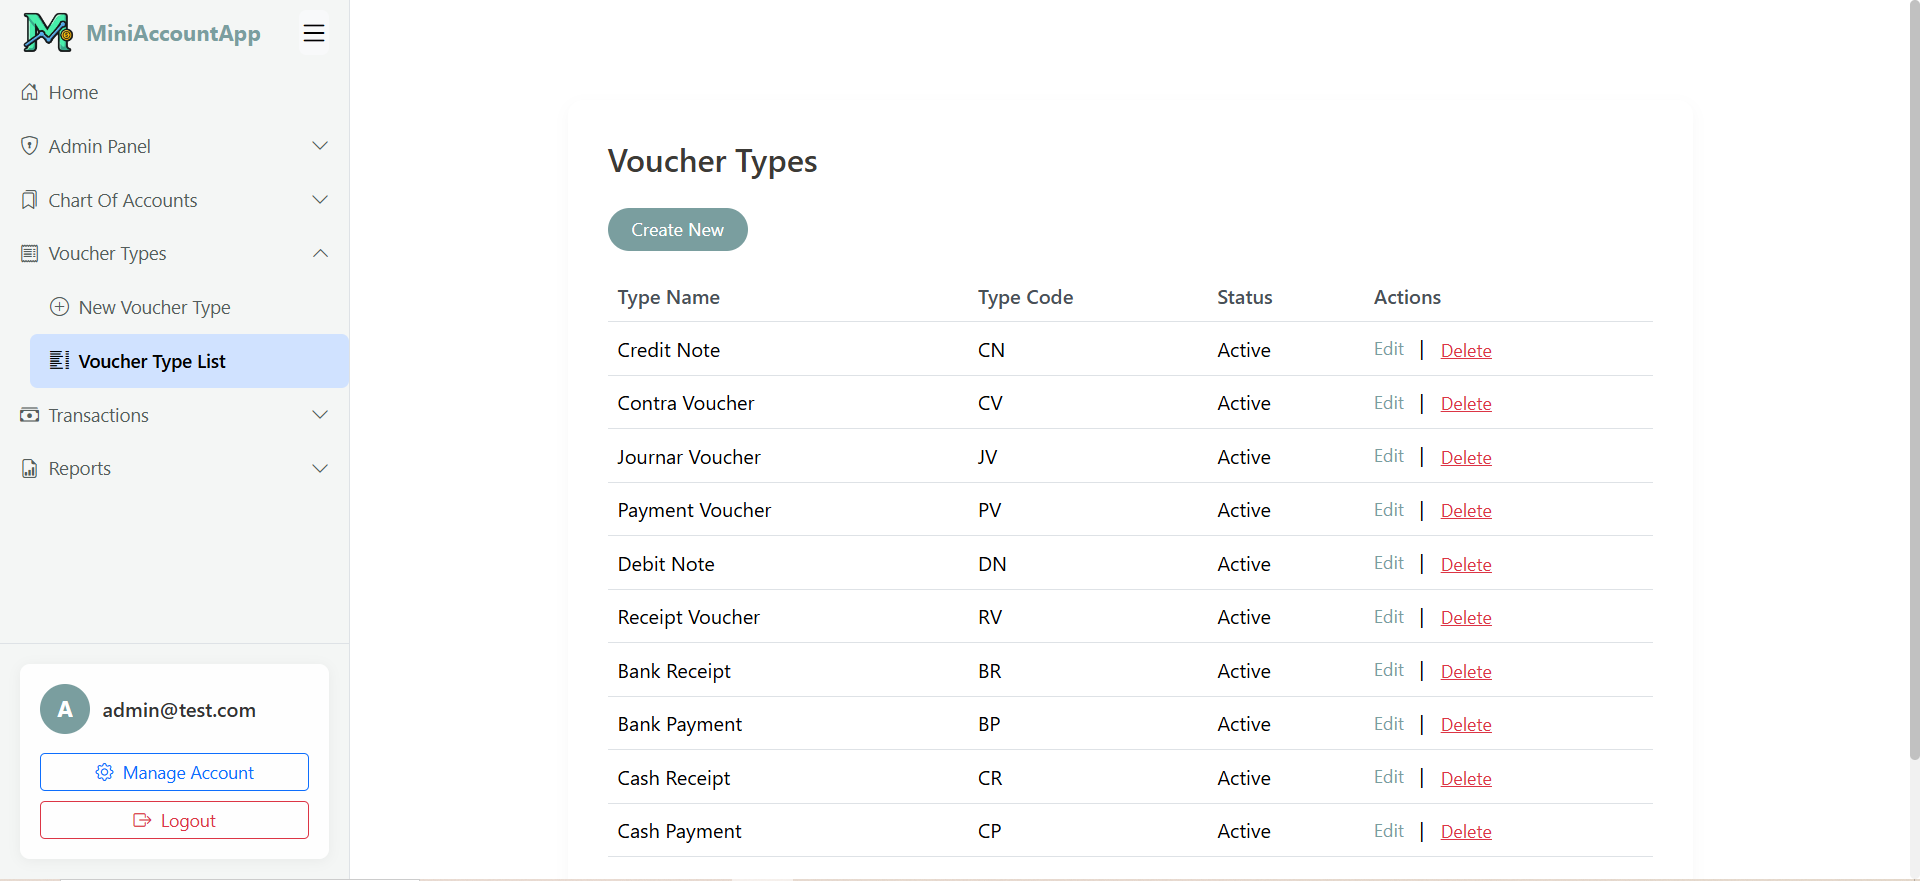 MiniAccountApp
Home
Admin Panel
Chart Of Accounts
Voucher Types
New Voucher Type
Voucher Type List
Transactions
Reports
A admin@test.com
Manage Account
Logout
Voucher Types
Create New
Type Name Type Code Status Actions
Credit Note CN Active Edit | Delete
Contra Voucher CV Active Edit | Delete
Journar Voucher JV Active Edit | Delete
Payment Voucher PV Active Edit | Delete
Debit Note DN Active Edit | Delete
Receipt Voucher RV Active Edit | Delete
Bank Receipt BR Active Edit | Delete
Bank Payment BP Active Edit | Delete
Cash Receipt CR Active Edit | Delete
Cash Payment CP Active Edit | Delete